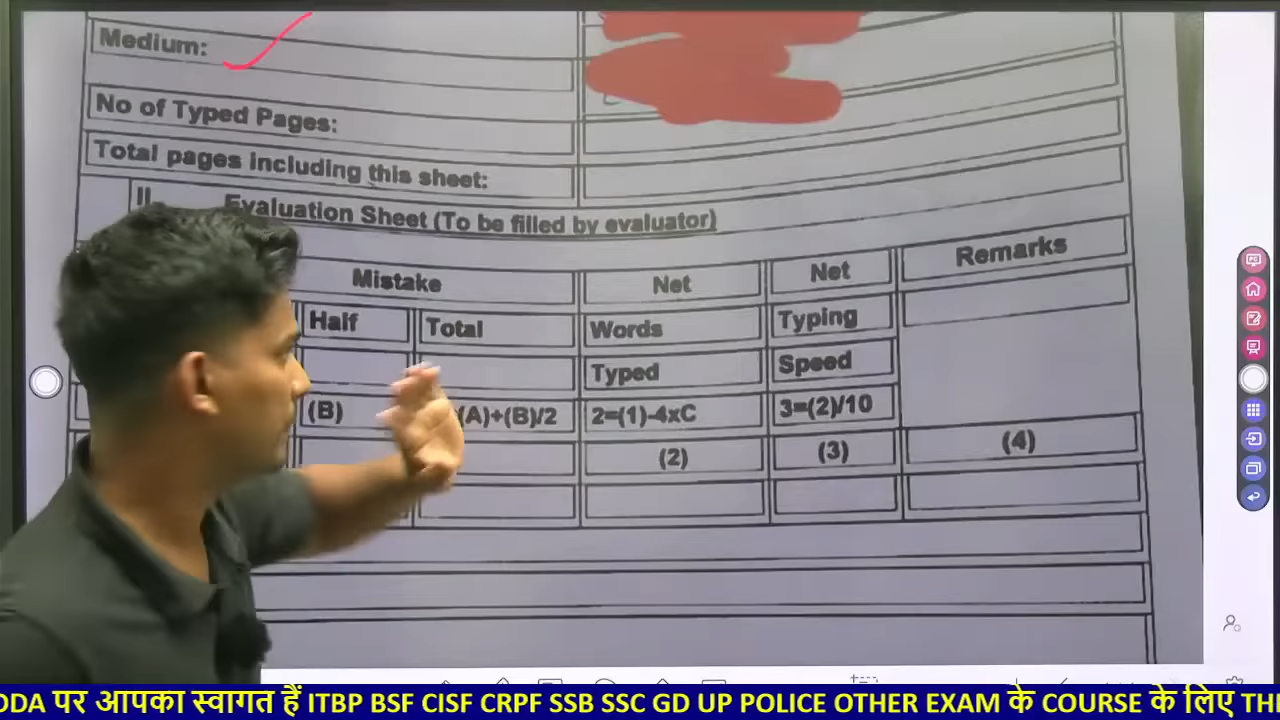 Medium:
No of Typed Pages:
Total pages including this sheet:
II. Evaluation Sheet (To be filled by evaluator)
Mistake Net Net Remarks
Half Total Words Typing
Typed Speed
(B) (A)+(B)/2 2=(1)-4xC 3=(2)/10
(2) (3) (4)
पर आपका स्वागत हैं ITBP BSF CISF CRPF SSB SSC GD UP POLICE OTHER EXAM के COURSE के लिए